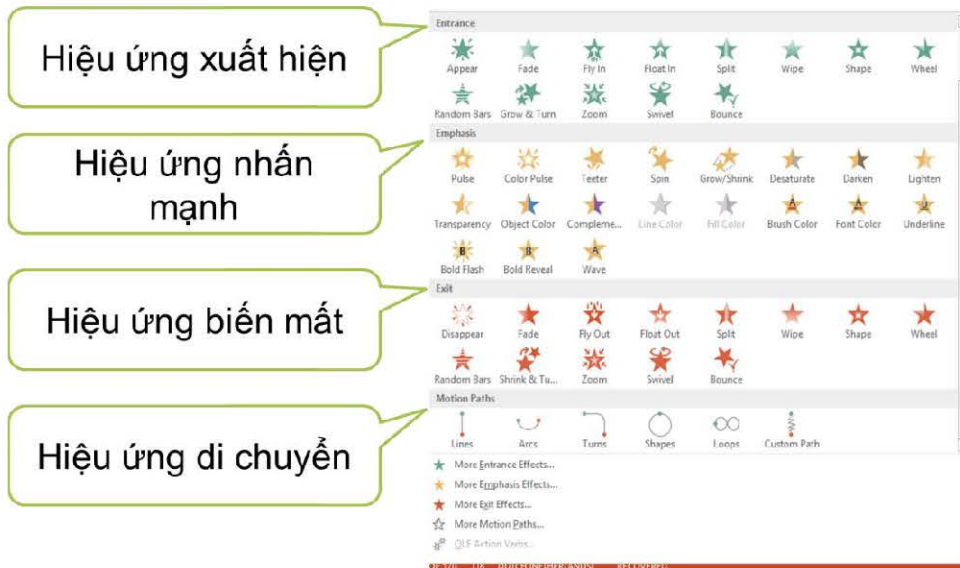 Hiệu ứng xuất hiện
Hiệu ứng nhấn
mạnh
Hiệu ứng biến mất
Hiệu ứng di chuyển
Entrance
Appear Fade Fly In Float In Split Wipe Shape Wheel
Random Bars Grow & Turn Zoom Swivel Bounce
Emphasis
Pulse Color Pulse Teeter Spin Grow/Shrink Desaturate Darken Lighten
Transparency Object Color Compleme... Line Color Fill Color Brush Color Font Color Underline
Bold Flash Bold Reveal Wave
Exit
Disappear Fade Fly Out Float Out Split Wipe Shape Wheel
Random Bars Shrink & Tu... Zoom Swivel Bounce
Motion Paths
Lines Arcs Turns Shapes Loops Custom Path
More Entrance Effects...
More Emphasis Effects...
More Exit Effects...
More Motion Paths...
OLE Action Verbs...
RECOVERED